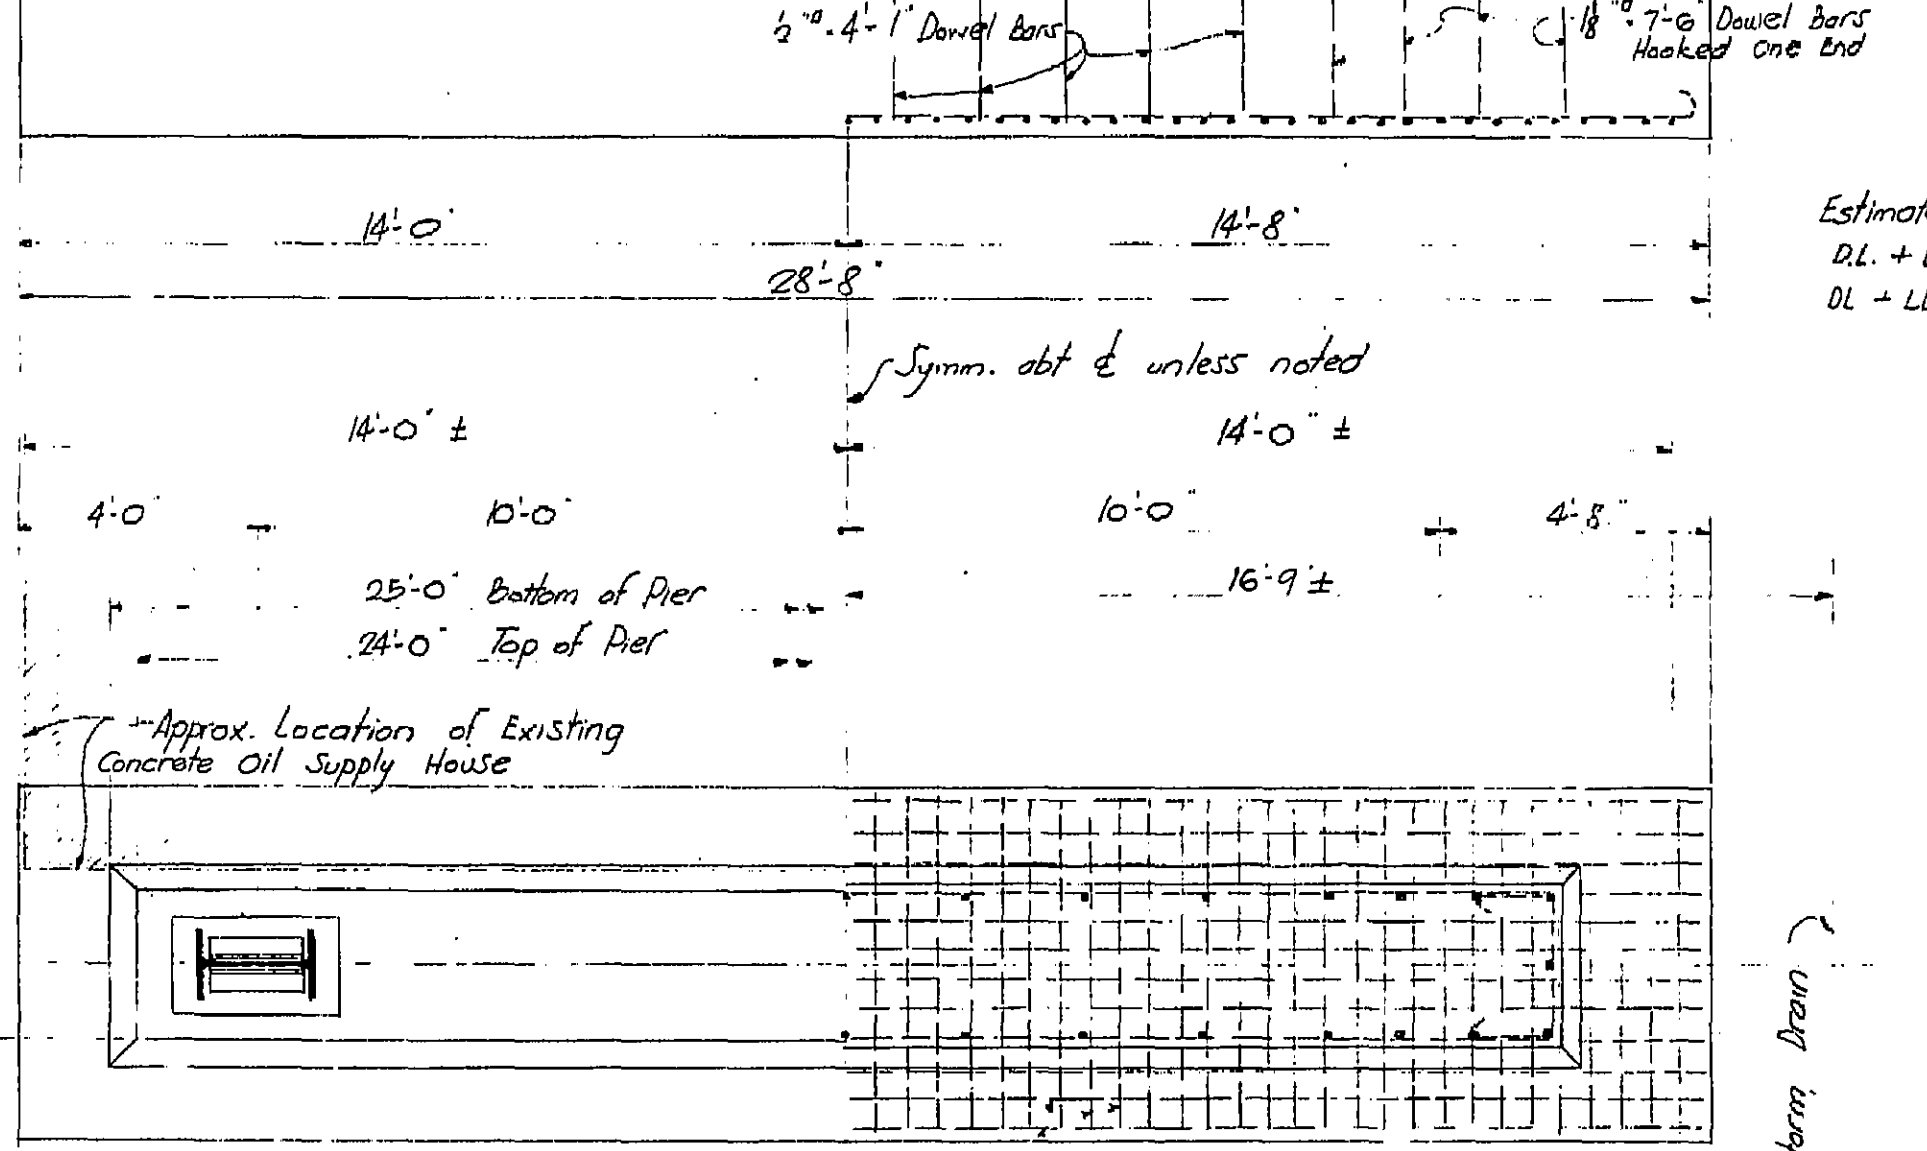 ½"□ · 4'-1" Dowel Bars
1⅛"□ · 7'-6" Dowel Bars
Hooked One End
14'-0"
14'-8"
28'-8"
D.L. +
DL + LL
Symm. abt ℄ unless noted
14'-0" ±
14'-0" ±
4'-0"
10'-0"
10'-0"
4'-8"
25'-0" Bottom of Pier
16'-9" ±
24'-0" Top of Pier
Approx. Location of Existing
Concrete Oil Supply House
Drain